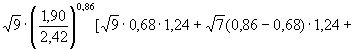 √9·(1,90/2,42)^0,86[√9·0,68·1,24 + √7(0,86 − 0,68)·1,24 +